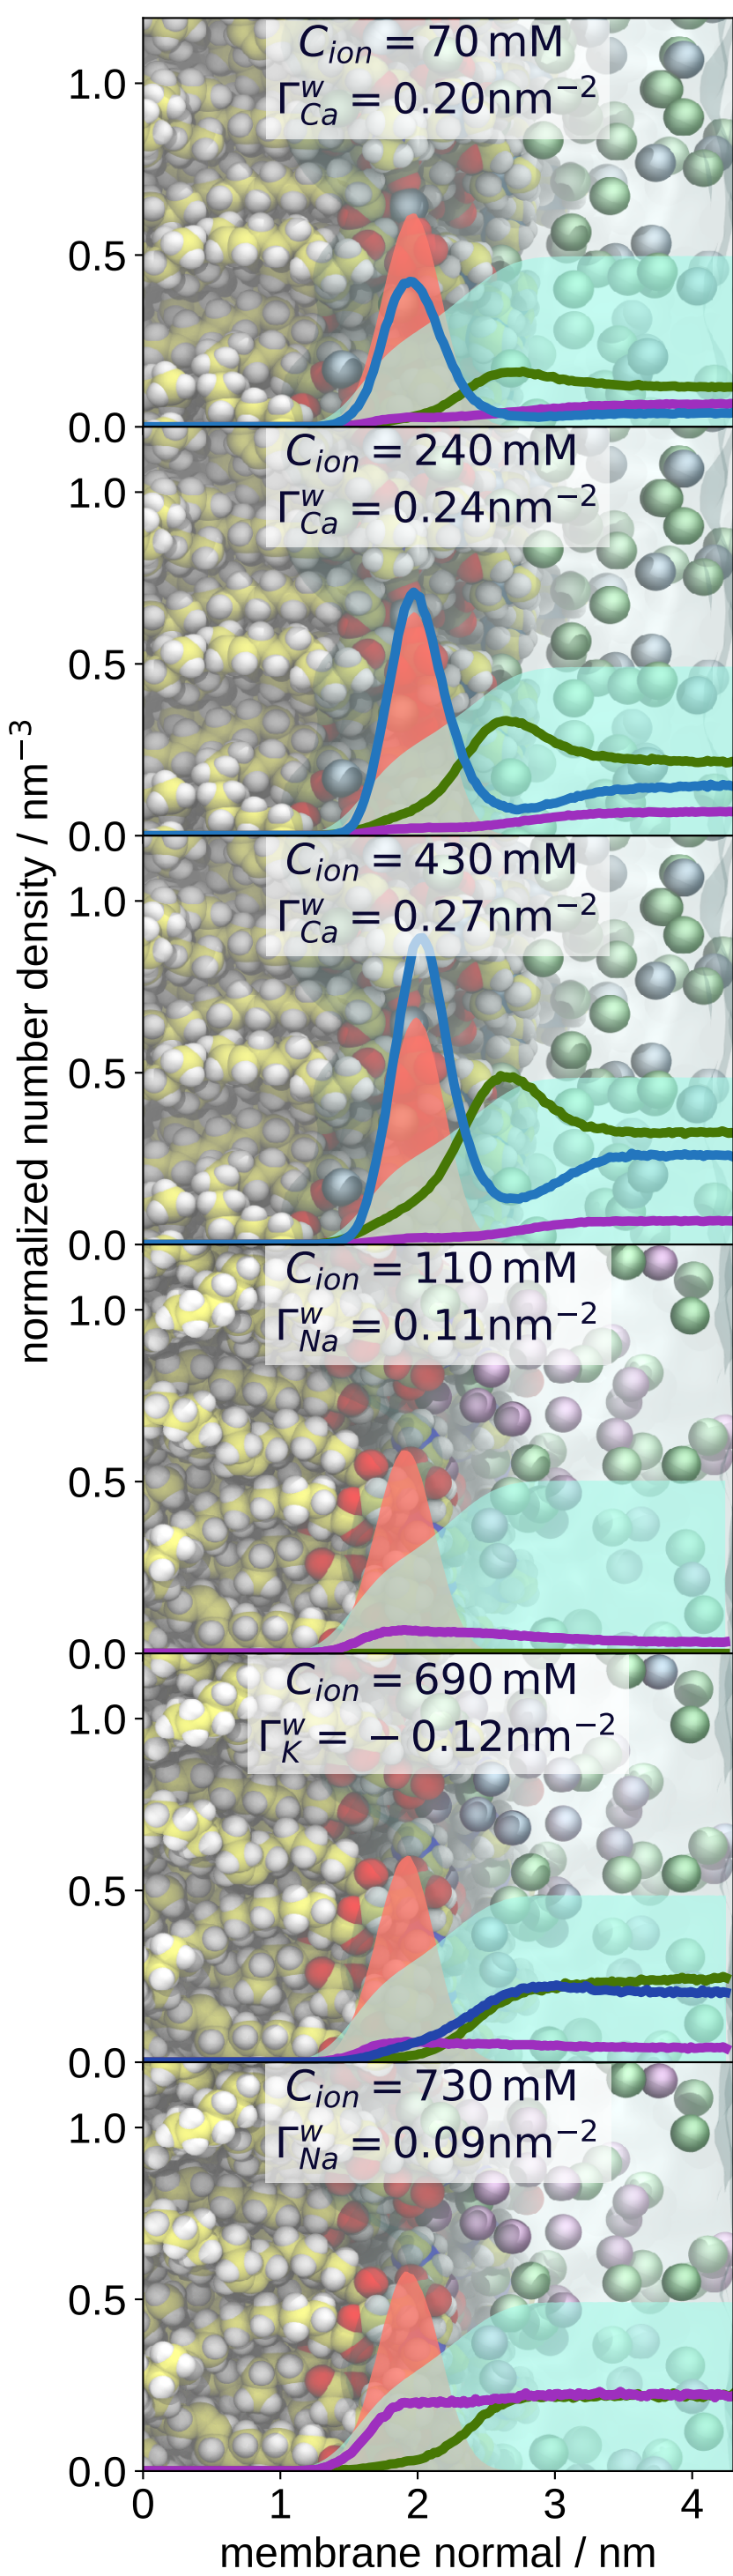 C_ion = 70 mM
Γ^w_Ca = 0.20nm⁻²
1.0
0.5
0.0
C_ion = 240 mM
Γ^w_Ca = 0.24nm⁻²
1.0
0.5
0.0
C_ion = 430 mM
Γ^w_Ca = 0.27nm⁻²
1.0
0.5
0.0
C_ion = 110 mM
Γ^w_Na = 0.11nm⁻²
1.0
0.5
0.0
C_ion = 690 mM
Γ^w_K = − 0.12nm⁻²
1.0
0.5
0.0
C_ion = 730 mM
Γ^w_Na = 0.09nm⁻²
1.0
0.5
0.0
normalized number density / nm⁻³
0 1 2 3 4
membrane normal / nm